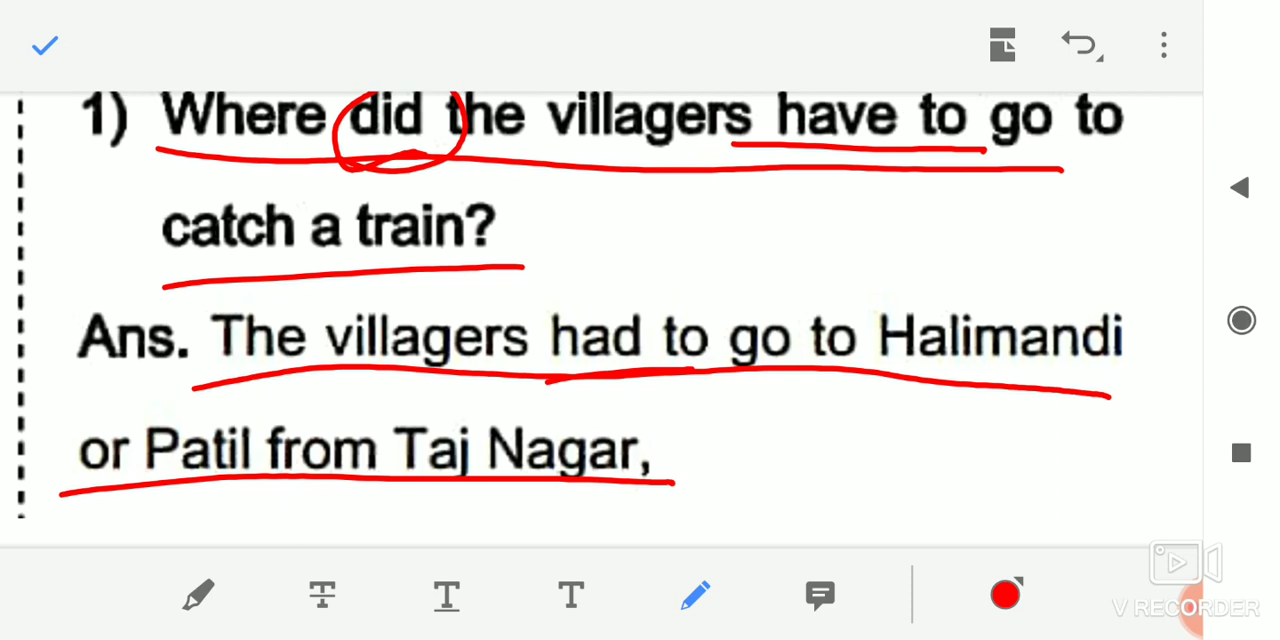 1) Where did the villagers have to go to
catch a train?
Ans. The villagers had to go to Halimandi
or Patil from Taj Nagar,
V RECORDER